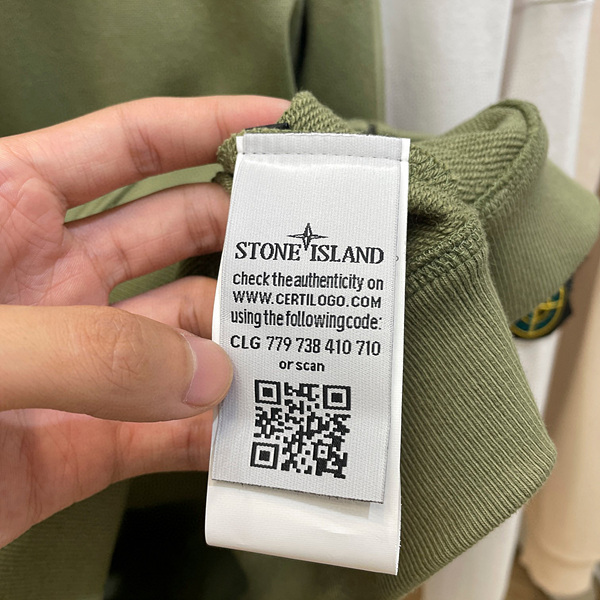 STONE ISLAND
check the authenticity on
WWW.CERTILOGO.COM
using the following code:
CLG 779 738 410 710
or scan